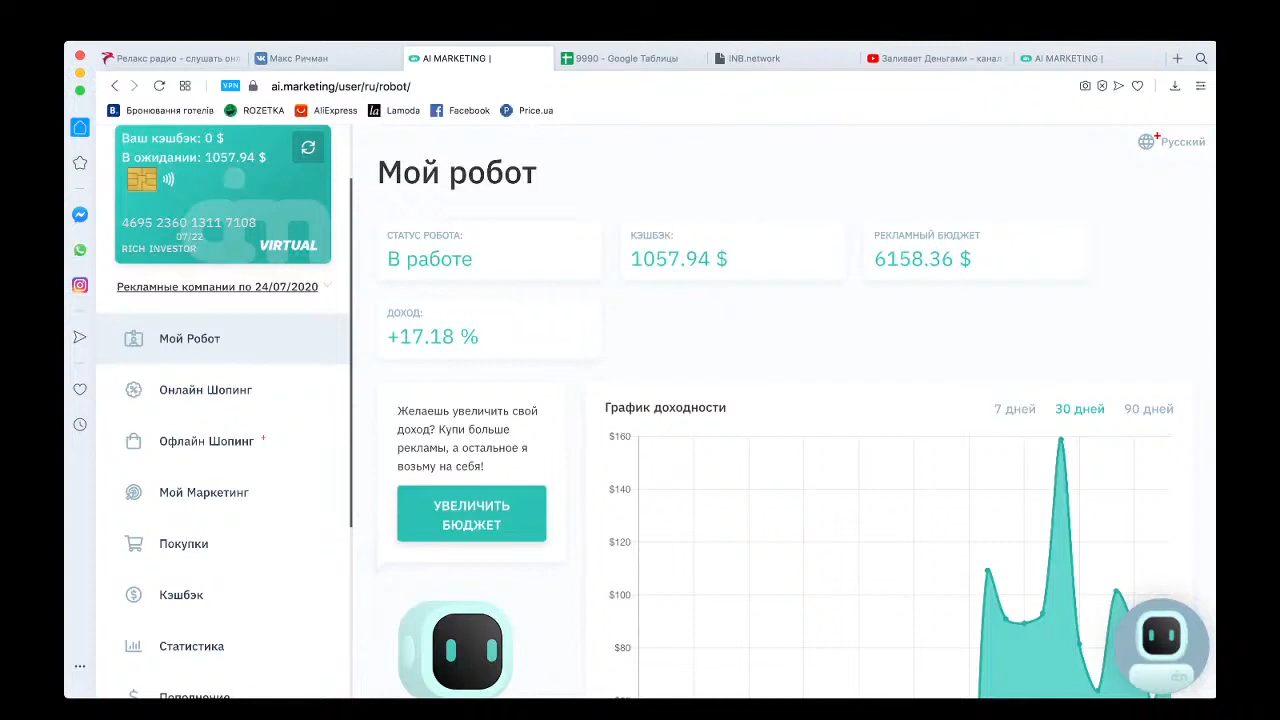 Релакс радио - слушать онл
Макс Ричман
AI MARKETING |
9990 - Google Таблицы
INB.network
Заливает Деньгами - канал
AI MARKETING |
VPN
ai.marketing/user/ru/robot/
Бронювання готелів
ROZETKA
AliExpress
Lamoda
Facebook
Price.ua
Ваш кэшбэк: 0 $
В ожидании: 1057.94 $
4695 2360 1311 7108
07/22
RICH INVESTOR
VIRTUAL
Рекламные компании по 24/07/2020
Мой Робот
Онлайн Шопинг
Офлайн Шопинг +
Мой Маркетинг
Покупки
Кэшбэк
Статистика
Пополнение
Русский
Мой робот
СТАТУС РОБОТА:
В работе
КЭШБЕК:
1057.94 $
РЕКЛАМНЫЙ БЮДЖЕТ
6158.36 $
ДОХОД:
+17.18 %
Желаешь увеличить свой
доход? Купи больше
рекламы, а остальное я
возьму на себя!
УВЕЛИЧИТЬ
БЮДЖЕТ
График доходности
7 дней
30 дней
90 дней
$160
$140
$120
$100
$80